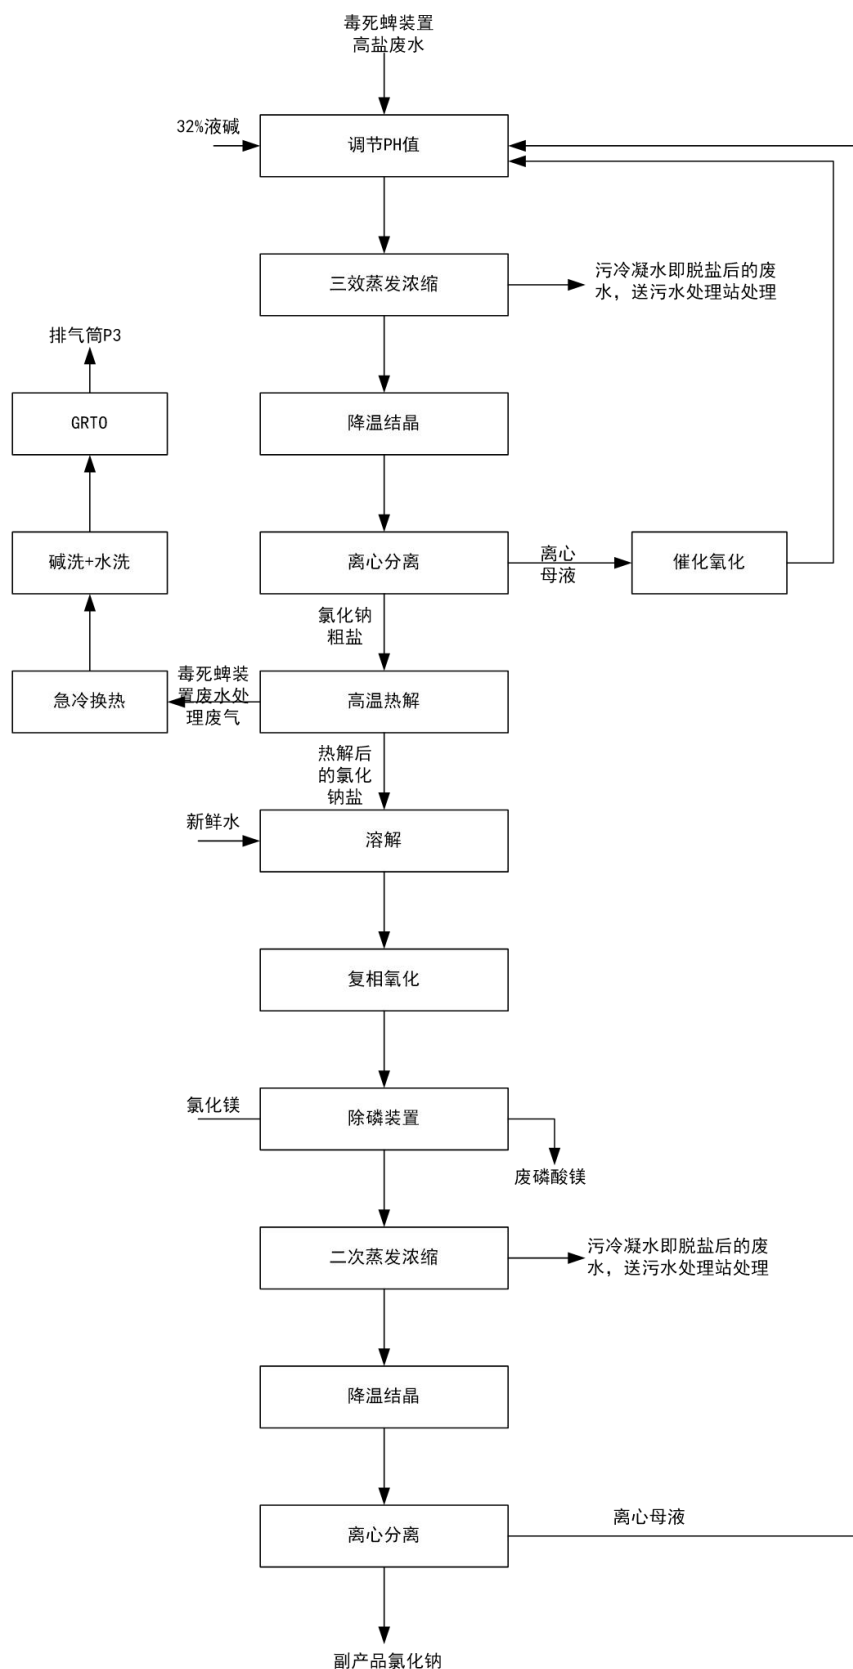 毒死蜱装置
高盐废水
32%液碱
调节PH值
三效蒸发浓缩
污冷凝水即脱盐后的废
水，送污水处理站处理
排气筒P3
GRTO
降温结晶
碱洗+水洗
离心分离
离心
母液
催化氧化
氯化钠
粗盐
急冷换热
毒死蜱装
置废水处
理废气
高温热解
热解后
的氯化
钠盐
新鲜水
溶解
复相氧化
氯化镁
除磷装置
废磷酸镁
二次蒸发浓缩
污冷凝水即脱盐后的废
水，送污水处理站处理
降温结晶
离心分离
离心母液
副产品氯化钠